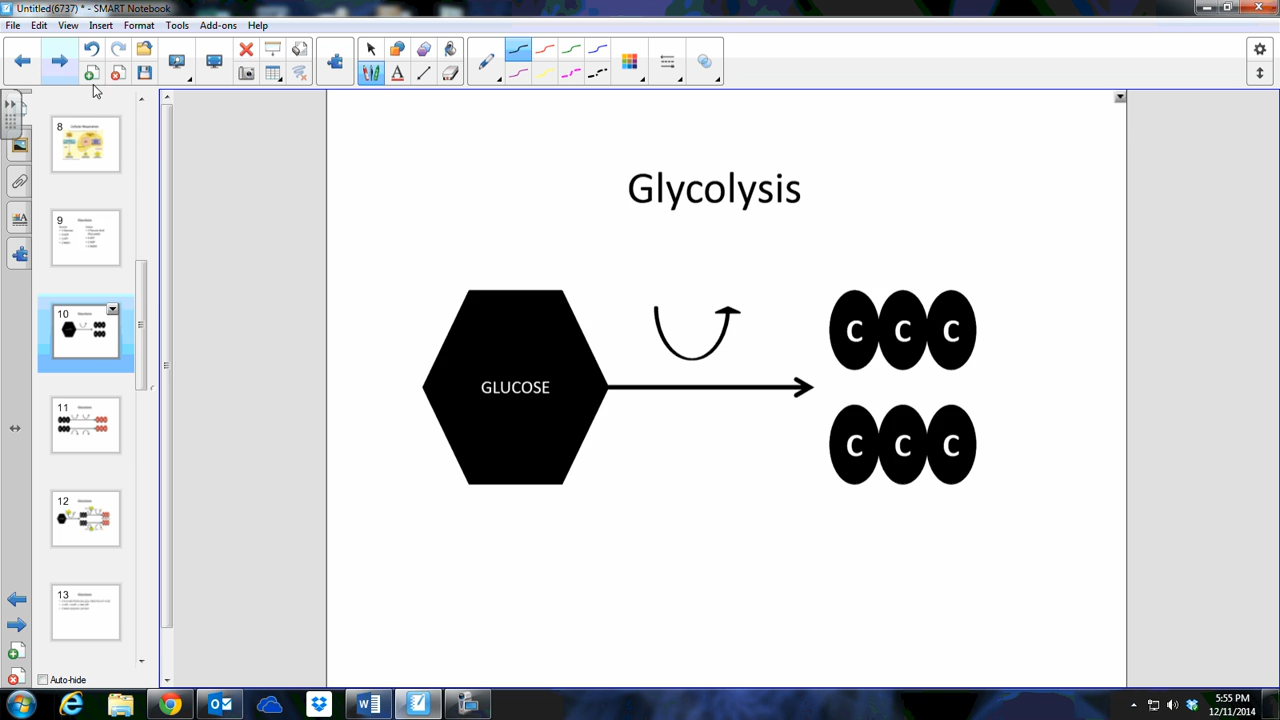 Untitled(6737) * - SMART Notebook
File Edit View Insert Format Tools Add-ons Help
8
9
10
11
12
13
Auto-hide
Glycolysis
GLUCOSE
C C C
C C C
5:55 PM
12/11/2014